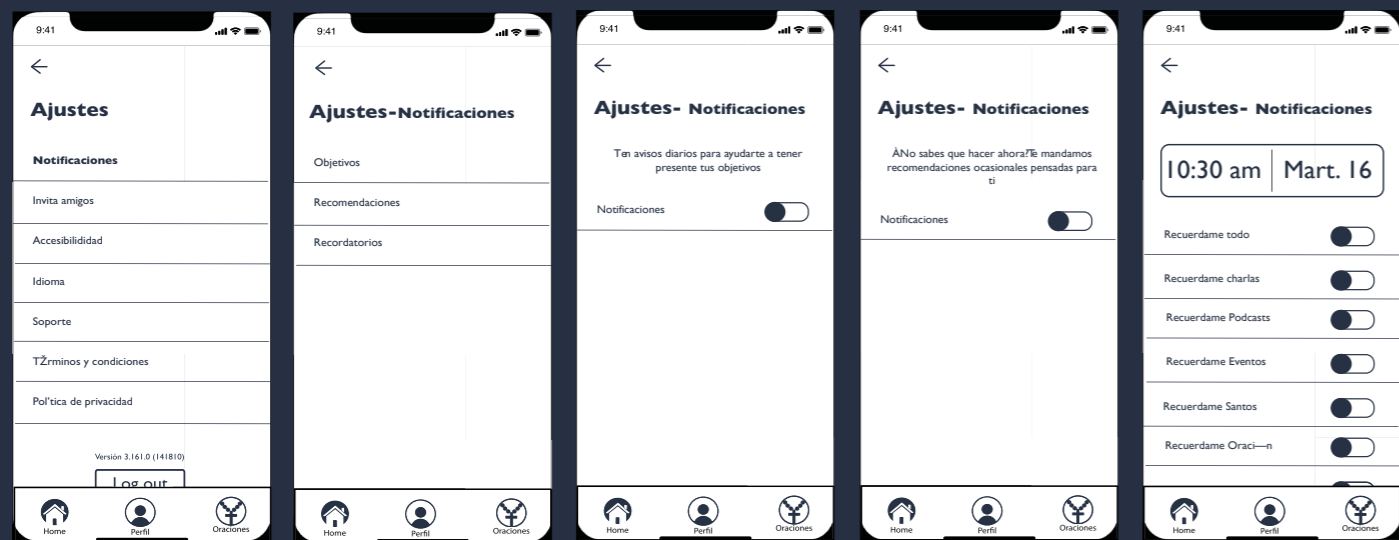 9:41
Ajustes
Notificaciones
Invita amigos
Accesibilididad
Idioma
Soporte
TŽrminos y condiciones
Pol'tica de privacidad
Versión 3.161.0 (141810)
Log out
Home
Perfil
Oraciones
9:41
Ajustes-Notificaciones
Objetivos
Recomendaciones
Recordatorios
Home
Perfil
Oraciones
9:41
Ajustes- Notificaciones
Ten avisos diarios para ayudarte a tener
presente tus objetivos
Notificaciones
Home
Perfil
Oraciones
9:41
Ajustes- Notificaciones
ÀNo sabes que hacer ahora?Te mandamos
recomendaciones ocasionales pensadas para
ti
Notificaciones
Home
Perfil
Oraciones
9:41
Ajustes- Notificaciones
10:30 am Mart. 16
Recuerdame todo
Recuerdame charlas
Recuerdame Podcasts
Recuerdame Eventos
Recuerdame Santos
Recuerdame Oraci—n
Home
Perfil
Oraciones